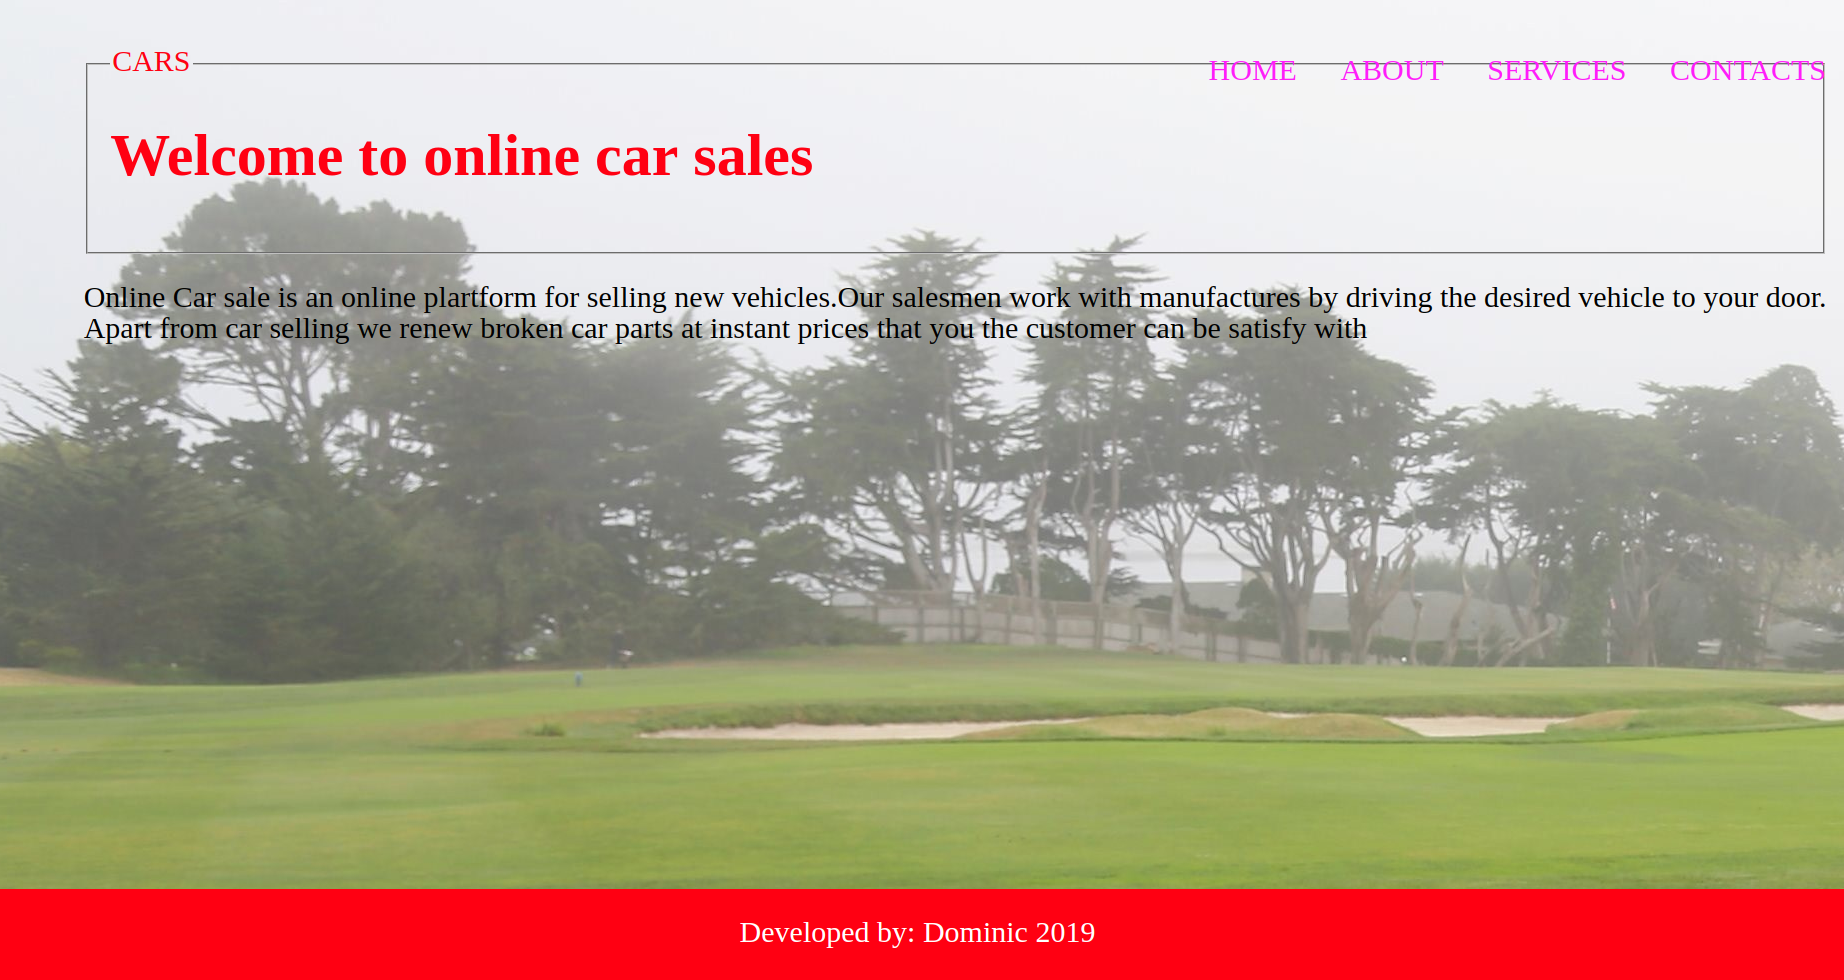 CARS
HOME ABOUT SERVICES CONTACTS
Welcome to online car sales
Online Car sale is an online plartform for selling new vehicles.Our salesmen work with manufactures by driving the desired vehicle to your door.
Apart from car selling we renew broken car parts at instant prices that you the customer can be satisfy with
Developed by: Dominic 2019